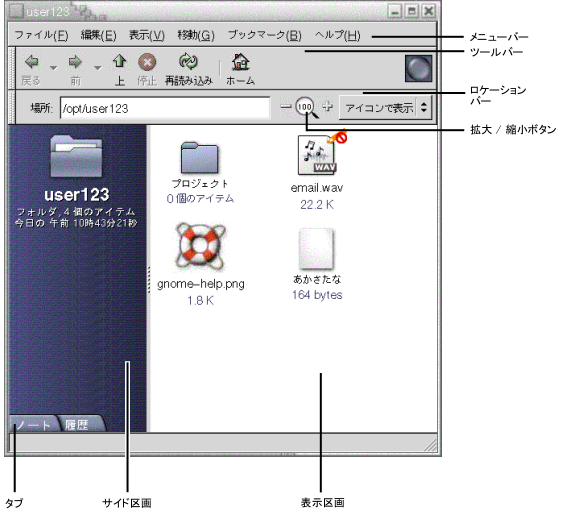 user123
ファイル(F) 編集(E) 表示(V) 移動(G) ブックマーク(B) ヘルプ(H)
メニューバー
ツールバー
戻る 前 上 停止 再読み込み ホーム
ロケーション
バー
場所: /opt/user123 100 アイコンで表示
拡大 / 縮小ボタン
user123
フォルダ, 4 個のアイテム
今日の 午前 10時43分21秒
プロジェクト
0 個のアイテム
WAV
email.wav
22.2 K
gnome-help.png
1.8 K
あかさたな
164 bytes
ノート 履歴
タブ サイド区画 表示区画